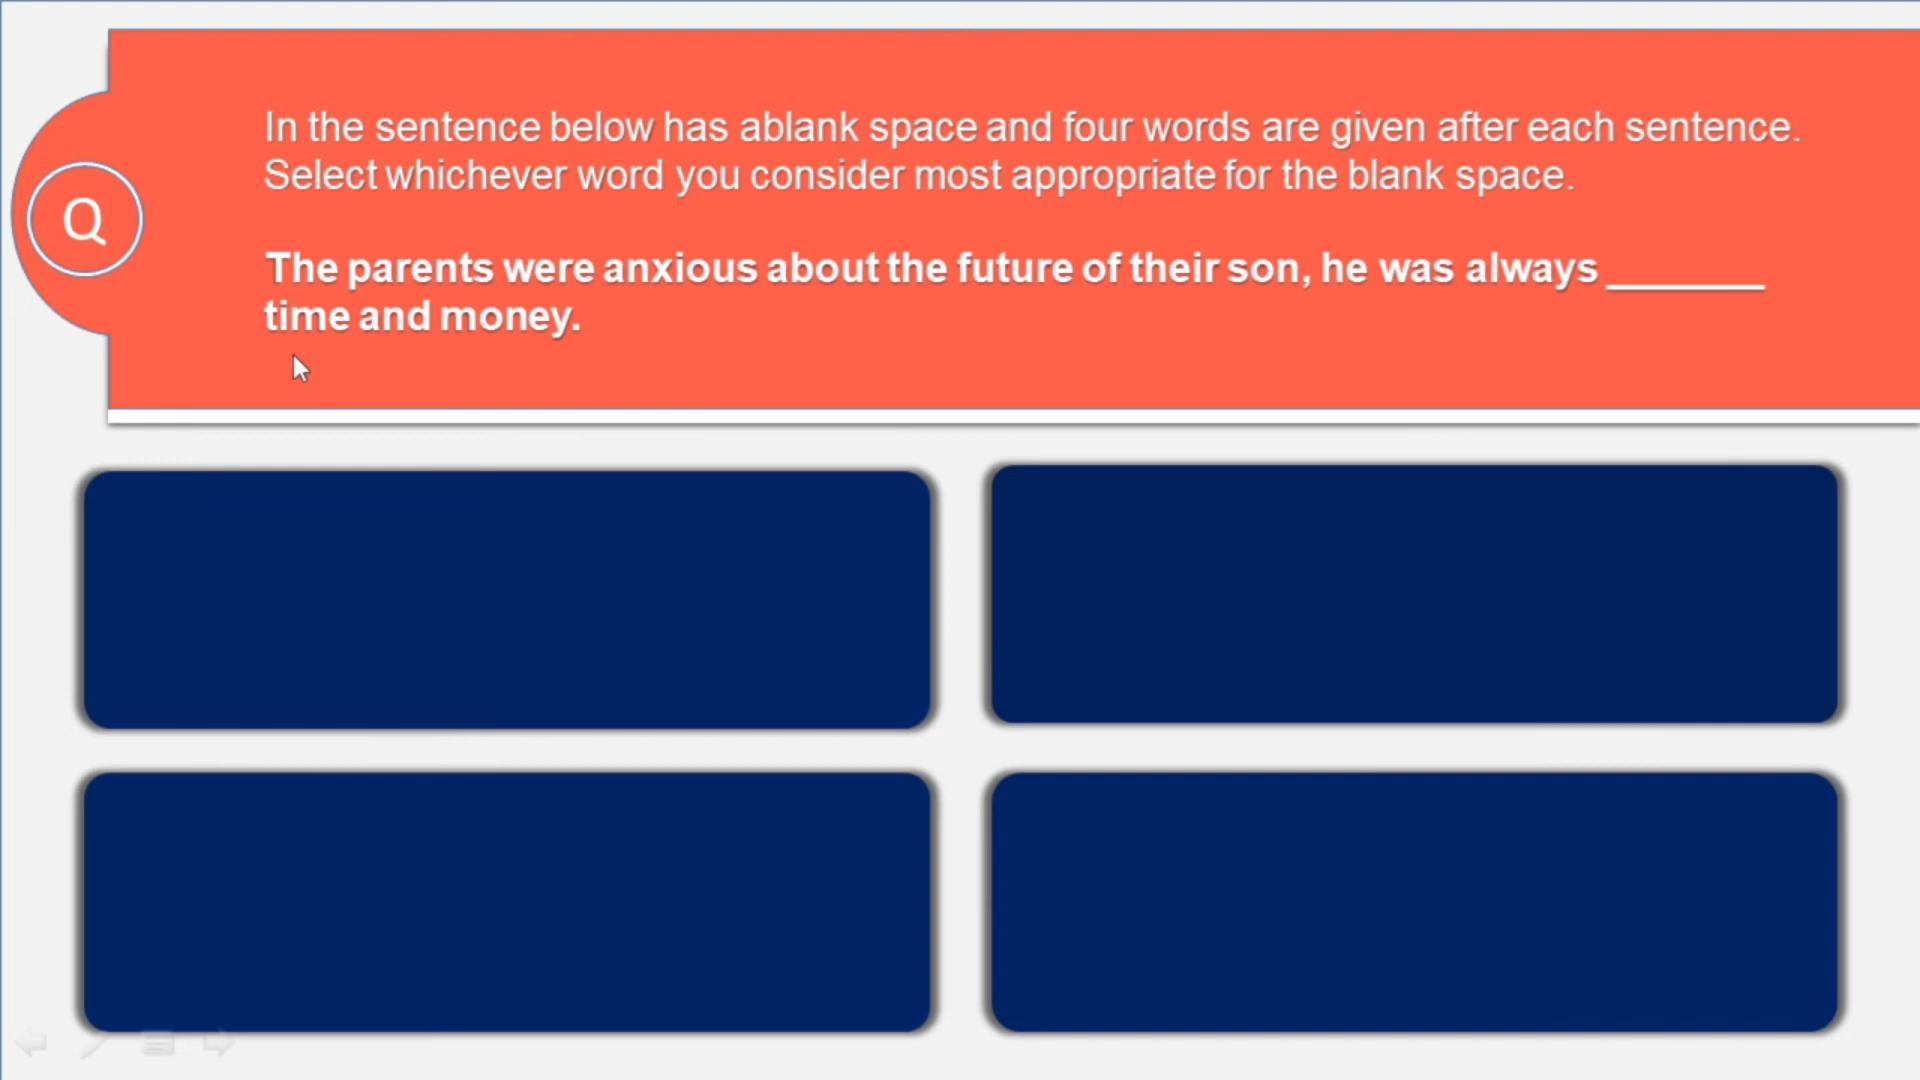 Q
In the sentence below has ablank space and four words are given after each sentence.
Select whichever word you consider most appropriate for the blank space.
The parents were anxious about the future of their son, he was always _______
time and money.